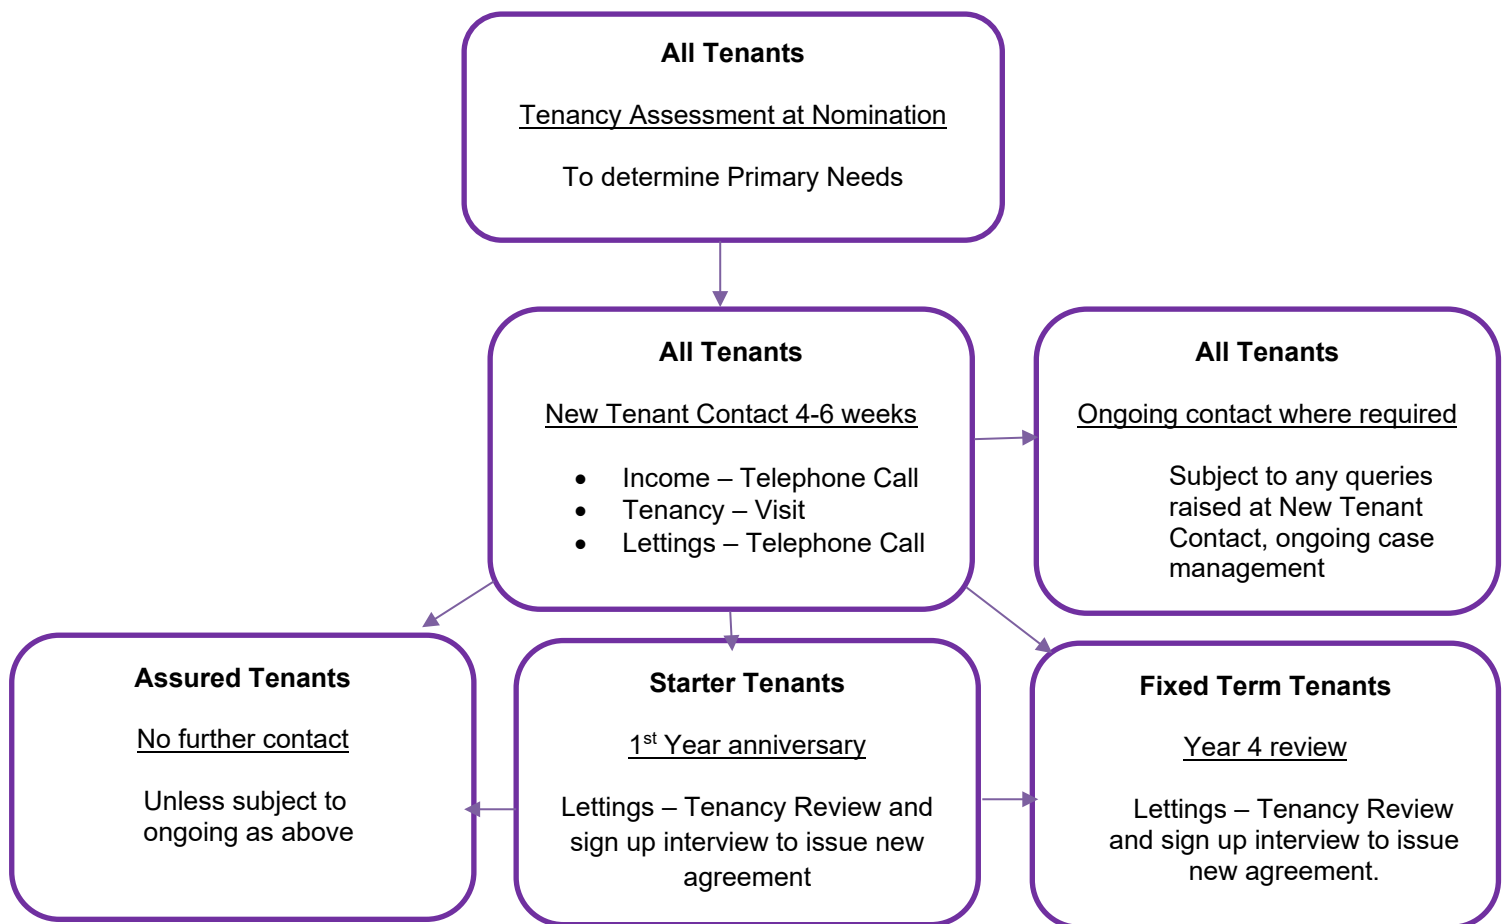 All Tenants
Tenancy Assessment at Nomination
To determine Primary Needs
All Tenants
New Tenant Contact 4-6 weeks
• Income – Telephone Call
• Tenancy – Visit
• Lettings – Telephone Call
All Tenants
Ongoing contact where required
Subject to any queries
raised at New Tenant
Contact, ongoing case
management
Assured Tenants
No further contact
Unless subject to
ongoing as above
Starter Tenants
1st Year anniversary
Lettings – Tenancy Review and
sign up interview to issue new
agreement
Fixed Term Tenants
Year 4 review
Lettings – Tenancy Review
and sign up interview to issue
new agreement.